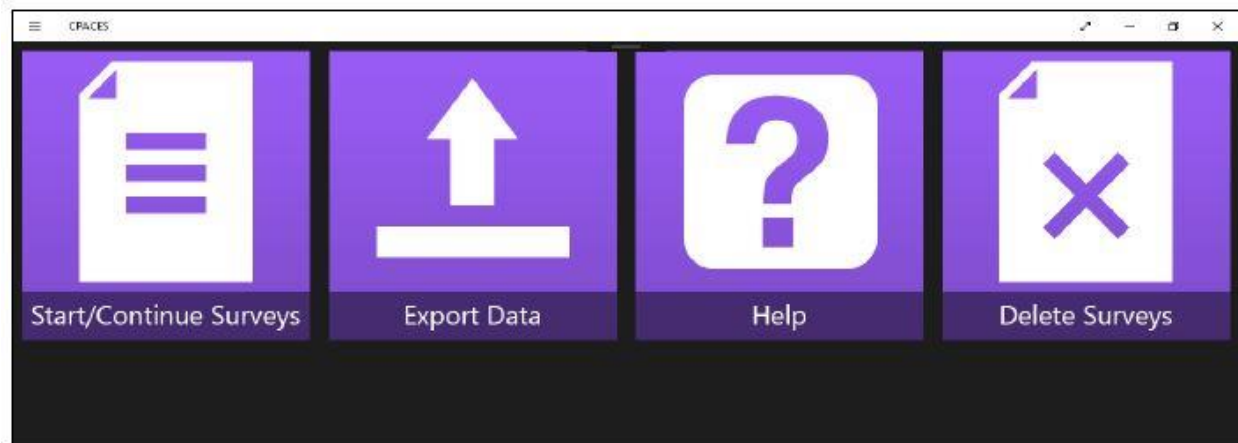 CPACES
Start/Continue Surveys
Export Data
Help
Delete Surveys